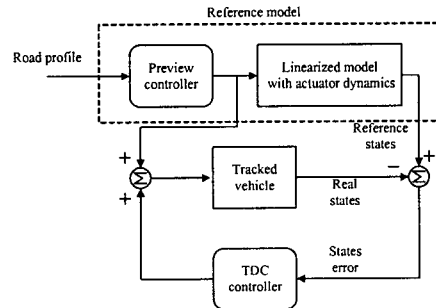 Reference model
Road profile
Preview
controller
Linearized model
with actuator dynamics
Reference
states
+
+
Σ
Tracked
vehicle
Real
states
−
+
Σ
TDC
controller
States
error